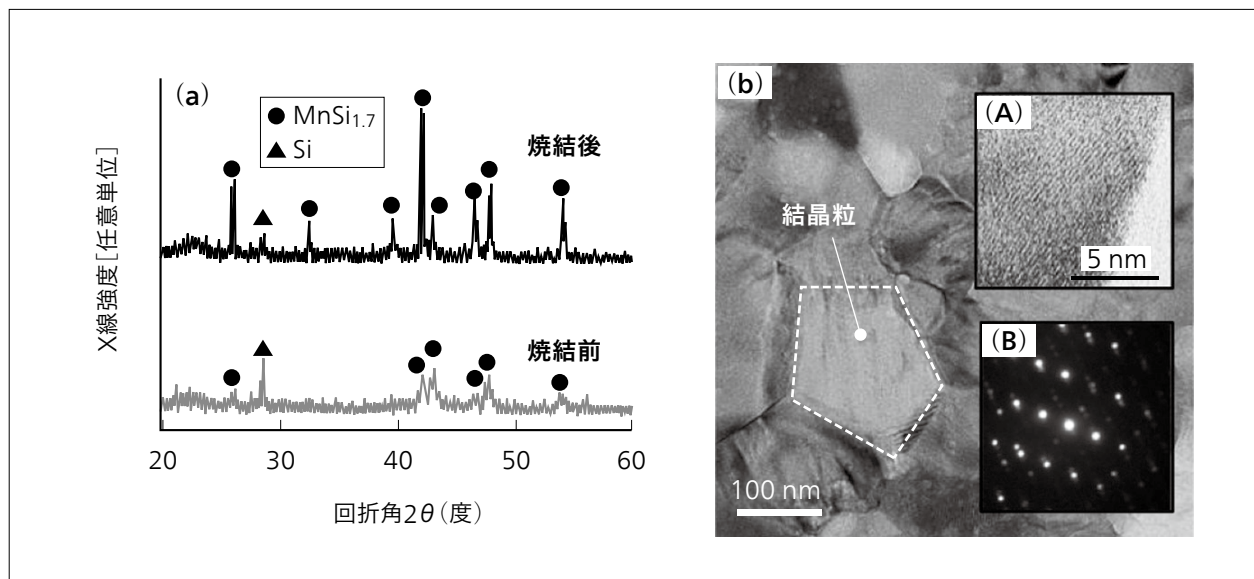 (a)
● MnSi1.7
▲ Si
焼結後
焼結前
X線強度[任意単位]
20 30 40 50 60
回折角2θ(度)
(b)
結晶粒
100 nm
(A)
5 nm
(B)